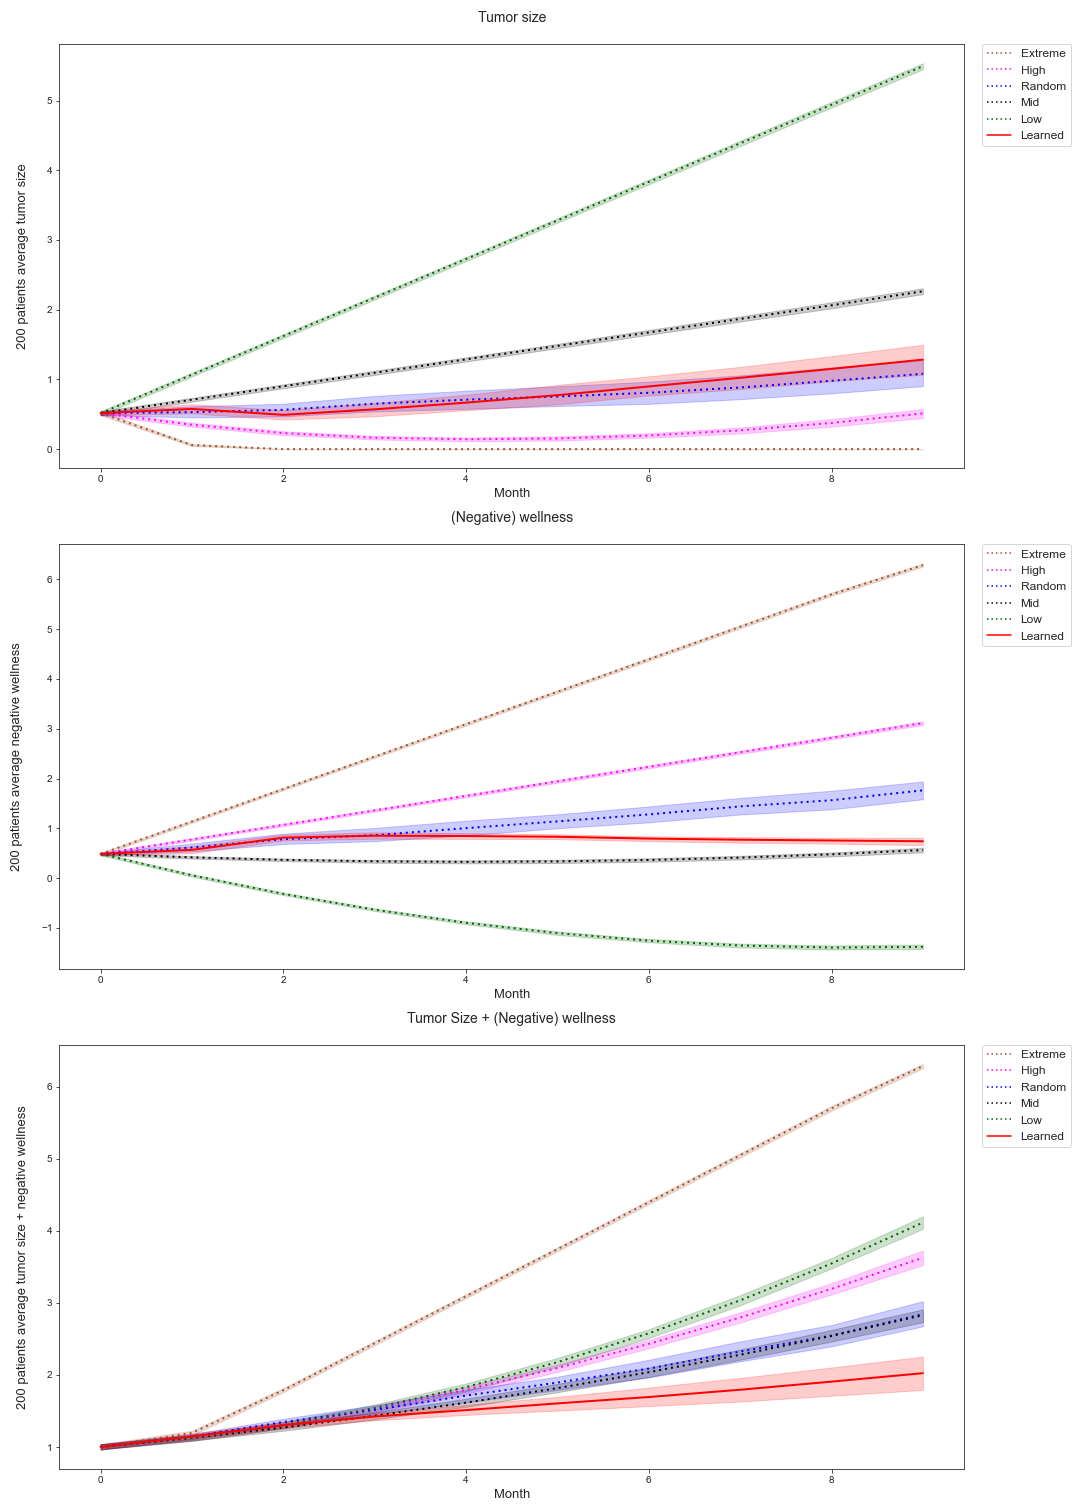 Tumor size
200 patients average tumor size
5
4
3
2
1
0
0 2 4 6 8
Month
Extreme
High
Random
Mid
Low
Learned
(Negative) wellness
200 patients average negative wellness
6
5
4
3
2
1
0
−1
0 2 4 6 8
Month
Extreme
High
Random
Mid
Low
Learned
Tumor Size + (Negative) wellness
200 patients average tumor size + negative wellness
6
5
4
3
2
1
0 2 4 6 8
Month
Extreme
High
Random
Mid
Low
Learned